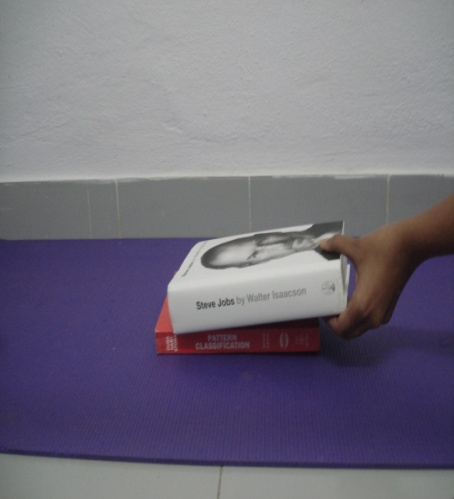 Steve Jobs by Walter Isaacson
PATTERN
CLASSIFICATION